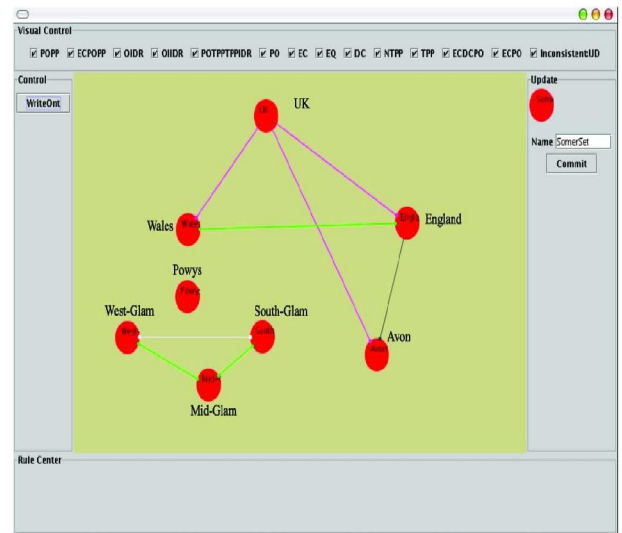 Visual Control
POPP ECPOPP OIDR OIIDR POTPPTPPIDR PO EC EQ DC NTPP TPP ECDCPO ECPO InconsistentUD
Control
Update
WriteOnt
UK
Name SomerSet
Commit
Wales
England
Powys
West-Glam
South-Glam
Avon
Mid-Glam
Rule Center